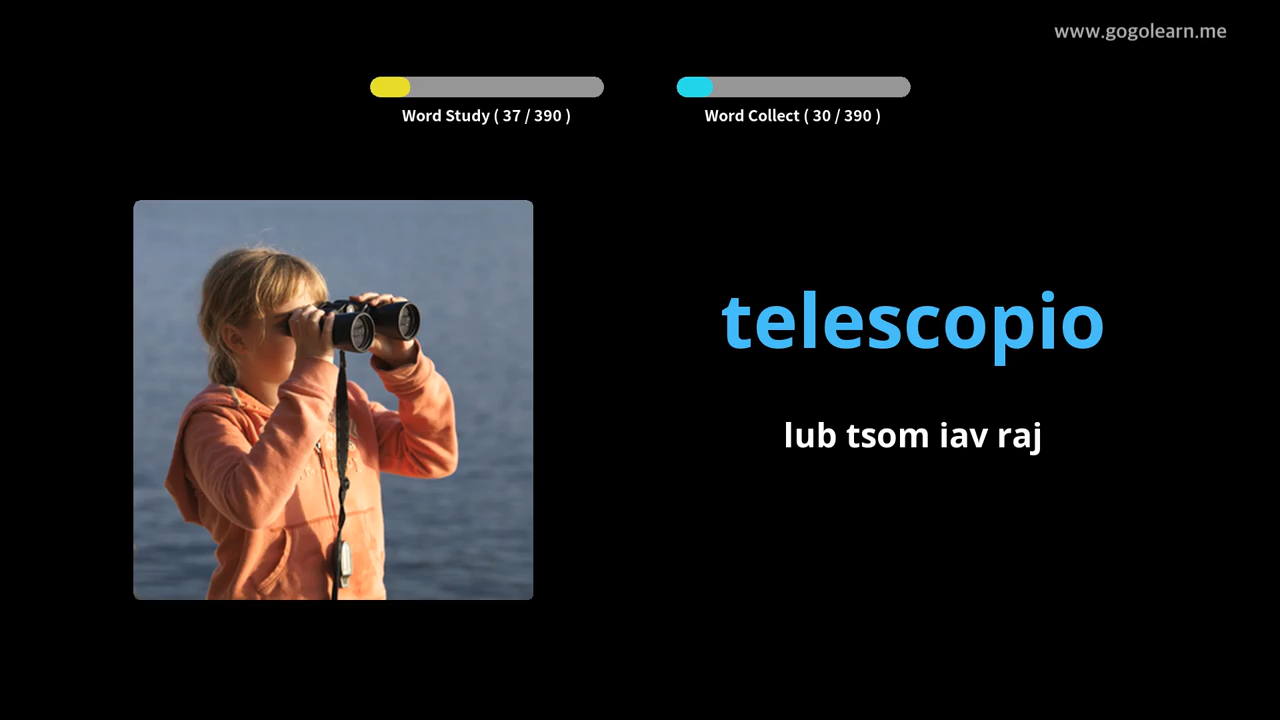 www.gogolearn.me
Word Study ( 37 / 390 )
Word Collect ( 30 / 390 )
telescopio
lub tsom iav raj